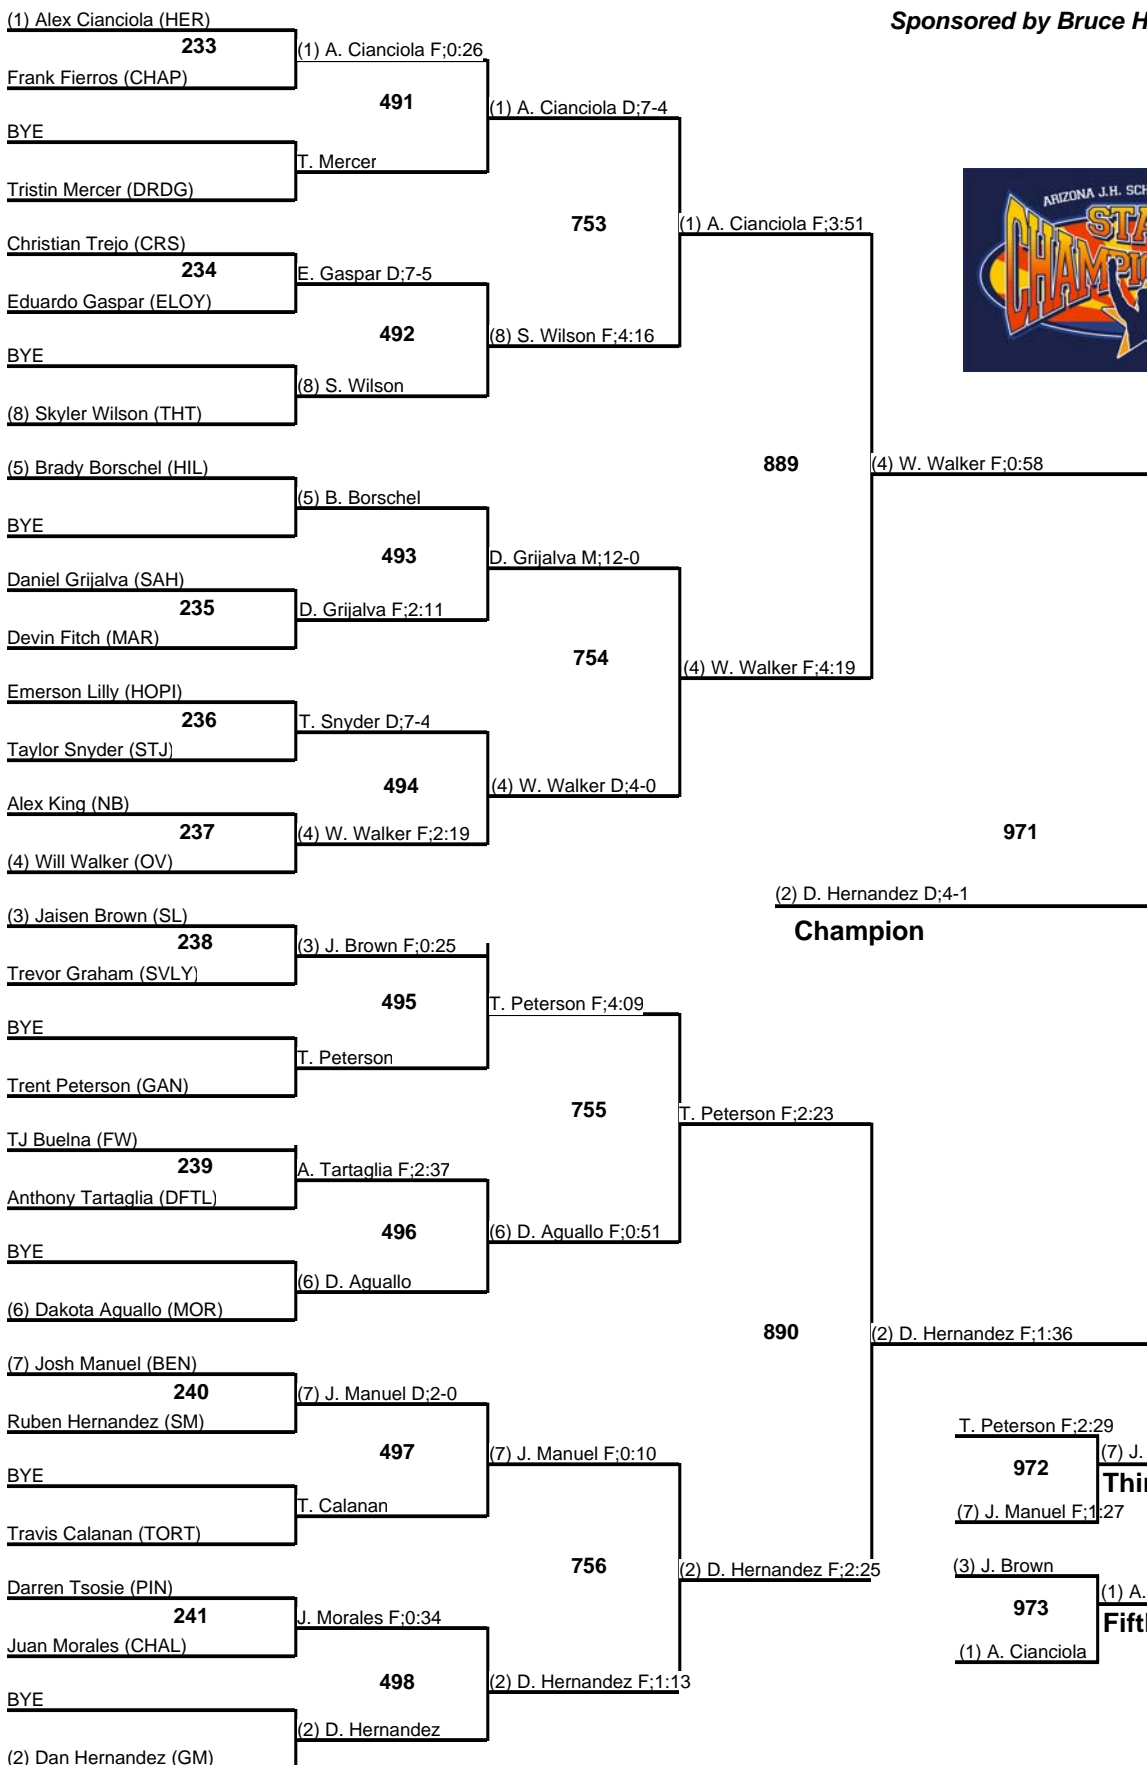 (1) Alex Cianciola (HER)
Sponsored by Bruce H
233
(1) A. Cianciola F;0:26
Frank Fierros (CHAP)
491
(1) A. Cianciola D;7-4
BYE
T. Mercer
Tristin Mercer (DRDG)
ARIZONA J.H. SCH
STA
CHAMPIO
753
(1) A. Cianciola F;3:51
Christian Trejo (CRS)
234
E. Gaspar D;7-5
Eduardo Gaspar (ELOY)
492
(8) S. Wilson F;4:16
BYE
(8) S. Wilson
(8) Skyler Wilson (THT)
889
(4) W. Walker F;0:58
(5) Brady Borschel (HIL)
(5) B. Borschel
BYE
493
D. Grijalva M;12-0
Daniel Grijalva (SAH)
235
D. Grijalva F;2:11
Devin Fitch (MAR)
754
(4) W. Walker F;4:19
Emerson Lilly (HOPI)
236
T. Snyder D;7-4
Taylor Snyder (STJ)
494
(4) W. Walker D;4-0
Alex King (NB)
237
(4) W. Walker F;2:19
971
(4) Will Walker (OV)
(2) D. Hernandez D;4-1
Champion
(3) Jaisen Brown (SL)
238
(3) J. Brown F;0:25
Trevor Graham (SVLY)
495
T. Peterson F;4:09
BYE
T. Peterson
Trent Peterson (GAN)
755
T. Peterson F;2:23
TJ Buelna (FW)
239
A. Tartaglia F;2:37
Anthony Tartaglia (DFTL)
496
(6) D. Aguallo F;0:51
BYE
(6) D. Aguallo
(6) Dakota Aguallo (MOR)
890
(2) D. Hernandez F;1:36
(7) Josh Manuel (BEN)
240
(7) J. Manuel D;2-0
Ruben Hernandez (SM)
T. Peterson F;2:29
497
(7) J. Manuel F;0:10
972
(7) J.
Thi
BYE
T. Calanan
(7) J. Manuel F;1:27
Travis Calanan (TORT)
756
(2) D. Hernandez F;2:25
(3) J. Brown
Darren Tsosie (PIN)
241
J. Morales F;0:34
973
(1) A.
Fift
Juan Morales (CHAL)
(1) A. Cianciola
498
(2) D. Hernandez F;1:13
BYE
(2) D. Hernandez
(2) Dan Hernandez (GM)